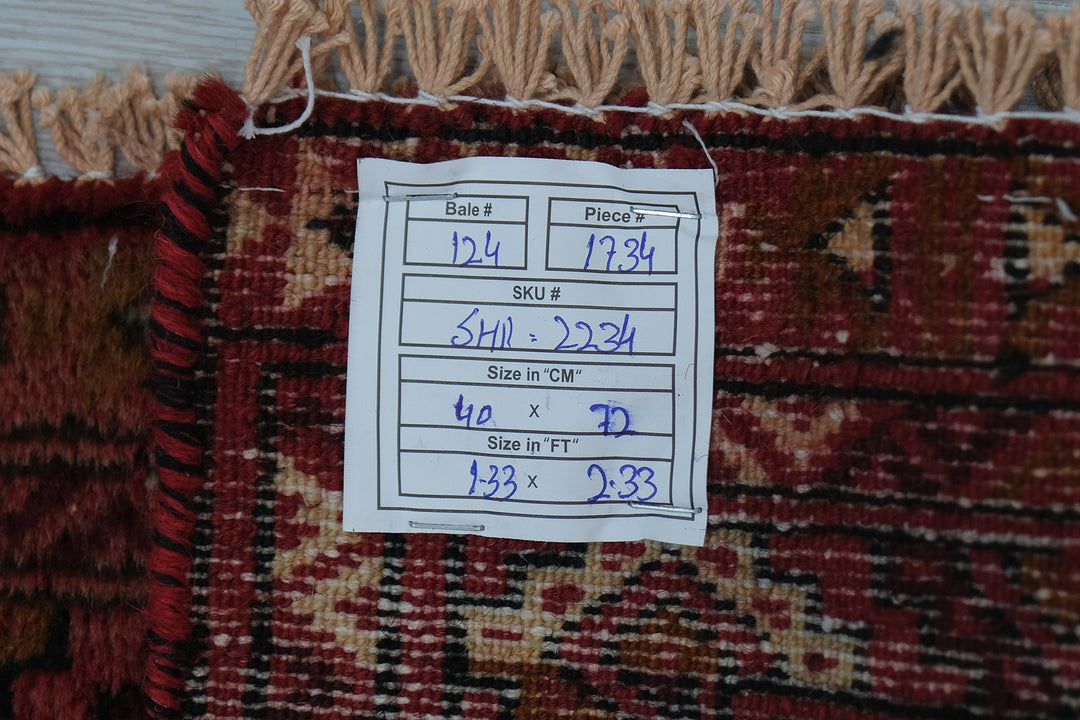 Bale # Piece #
124 1734
SKU #
SHR = 2234
Size in "CM"
40 X 72
Size in "FT"
1.33 X 2.33